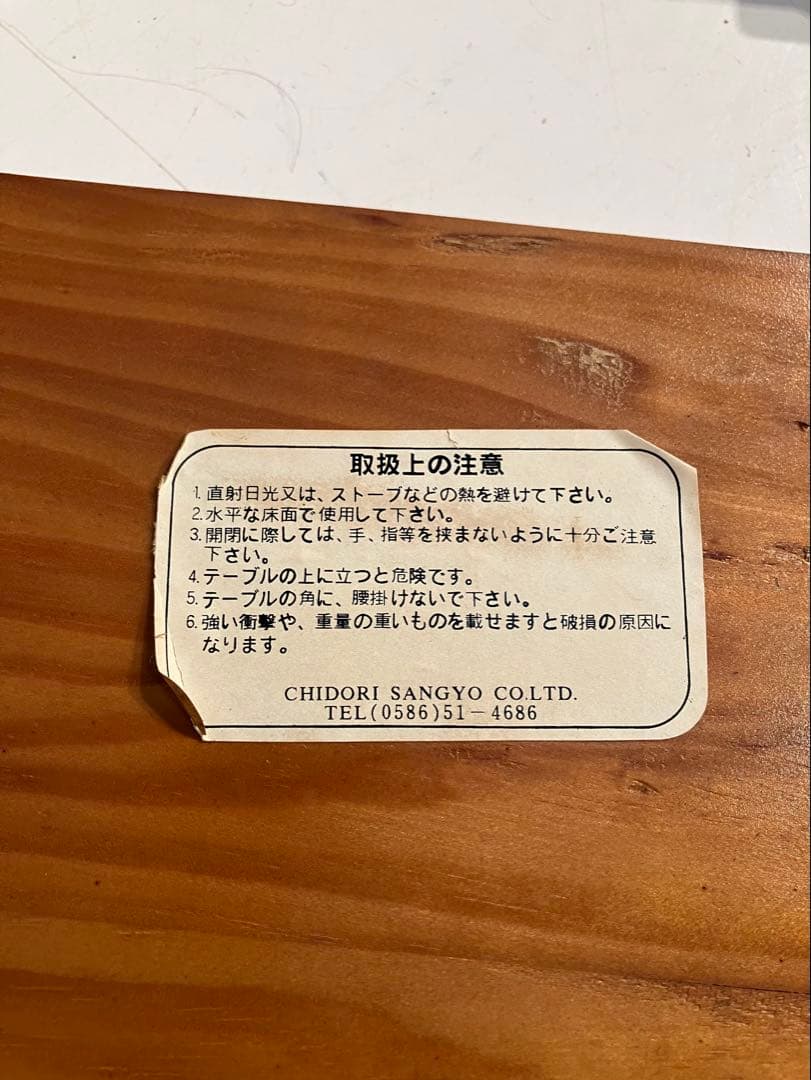 取扱上の注意
1. 直射日光又は、ストーブなどの熱を避けて下さい。
2. 水平な床面で使用して下さい。
3. 開閉に際しては、手、指等を挟まないように十分ご注意
下さい。
4. テーブルの上に立つと危険です。
5. テーブルの角に、腰掛けないで下さい。
6. 強い衝撃や、重量の重いものを載せますと破損の原因に
なります。
CHIDORI SANGYO CO.LTD.
TEL(0586)51-4686